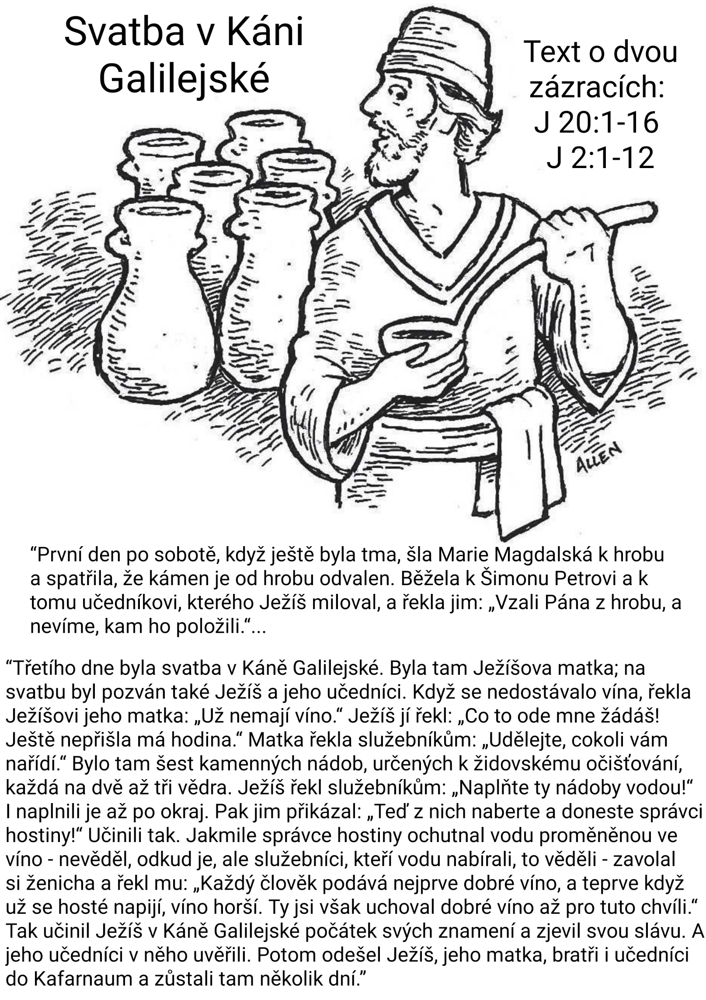 Svatba v Káni
Galilejské
Text o dvou
zázracích:
J 20:1-16
J 2:1-12
ALLEN
“První den po sobotě, když ještě byla tma, šla Marie Magdalská k hrobu
a spatřila, že kámen je od hrobu odvalen. Běžela k Šimonu Petrovi a k
tomu učedníkovi, kterého Ježíš miloval, a řekla jim: „Vzali Pána z hrobu, a
nevíme, kam ho položili.“...
“Třetího dne byla svatba v Káně Galilejské. Byla tam Ježíšova matka; na
svatbu byl pozván také Ježíš a jeho učedníci. Když se nedostávalo vína, řekla
Ježíšovi jeho matka: „Už nemají víno.“ Ježíš jí řekl: „Co to ode mne žádáš!
Ještě nepřišla má hodina.“ Matka řekla služebníkům: „Udělejte, cokoli vám
nařídí.“ Bylo tam šest kamenných nádob, určených k židovskému očišťování,
každá na dvě až tři vědra. Ježíš řekl služebníkům: „Naplňte ty nádoby vodou!“
I naplnili je až po okraj. Pak jim přikázal: „Teď z nich naberte a doneste správci
hostiny!“ Učinili tak. Jakmile správce hostiny ochutnal vodu proměněnou ve
víno - nevěděl, odkud je, ale služebníci, kteří vodu nabírali, to věděli - zavolal
si ženicha a řekl mu: „Každý člověk podává nejprve dobré víno, a teprve když
už se hosté napijí, víno horší. Ty jsi však uchoval dobré víno až pro tuto chvíli.“
Tak učinil Ježíš v Káně Galilejské počátek svých znamení a zjevil svou slávu. A
jeho učedníci v něho uvěřili. Potom odešel Ježíš, jeho matka, bratři i učedníci
do Kafarnaum a zůstali tam několik dní.”